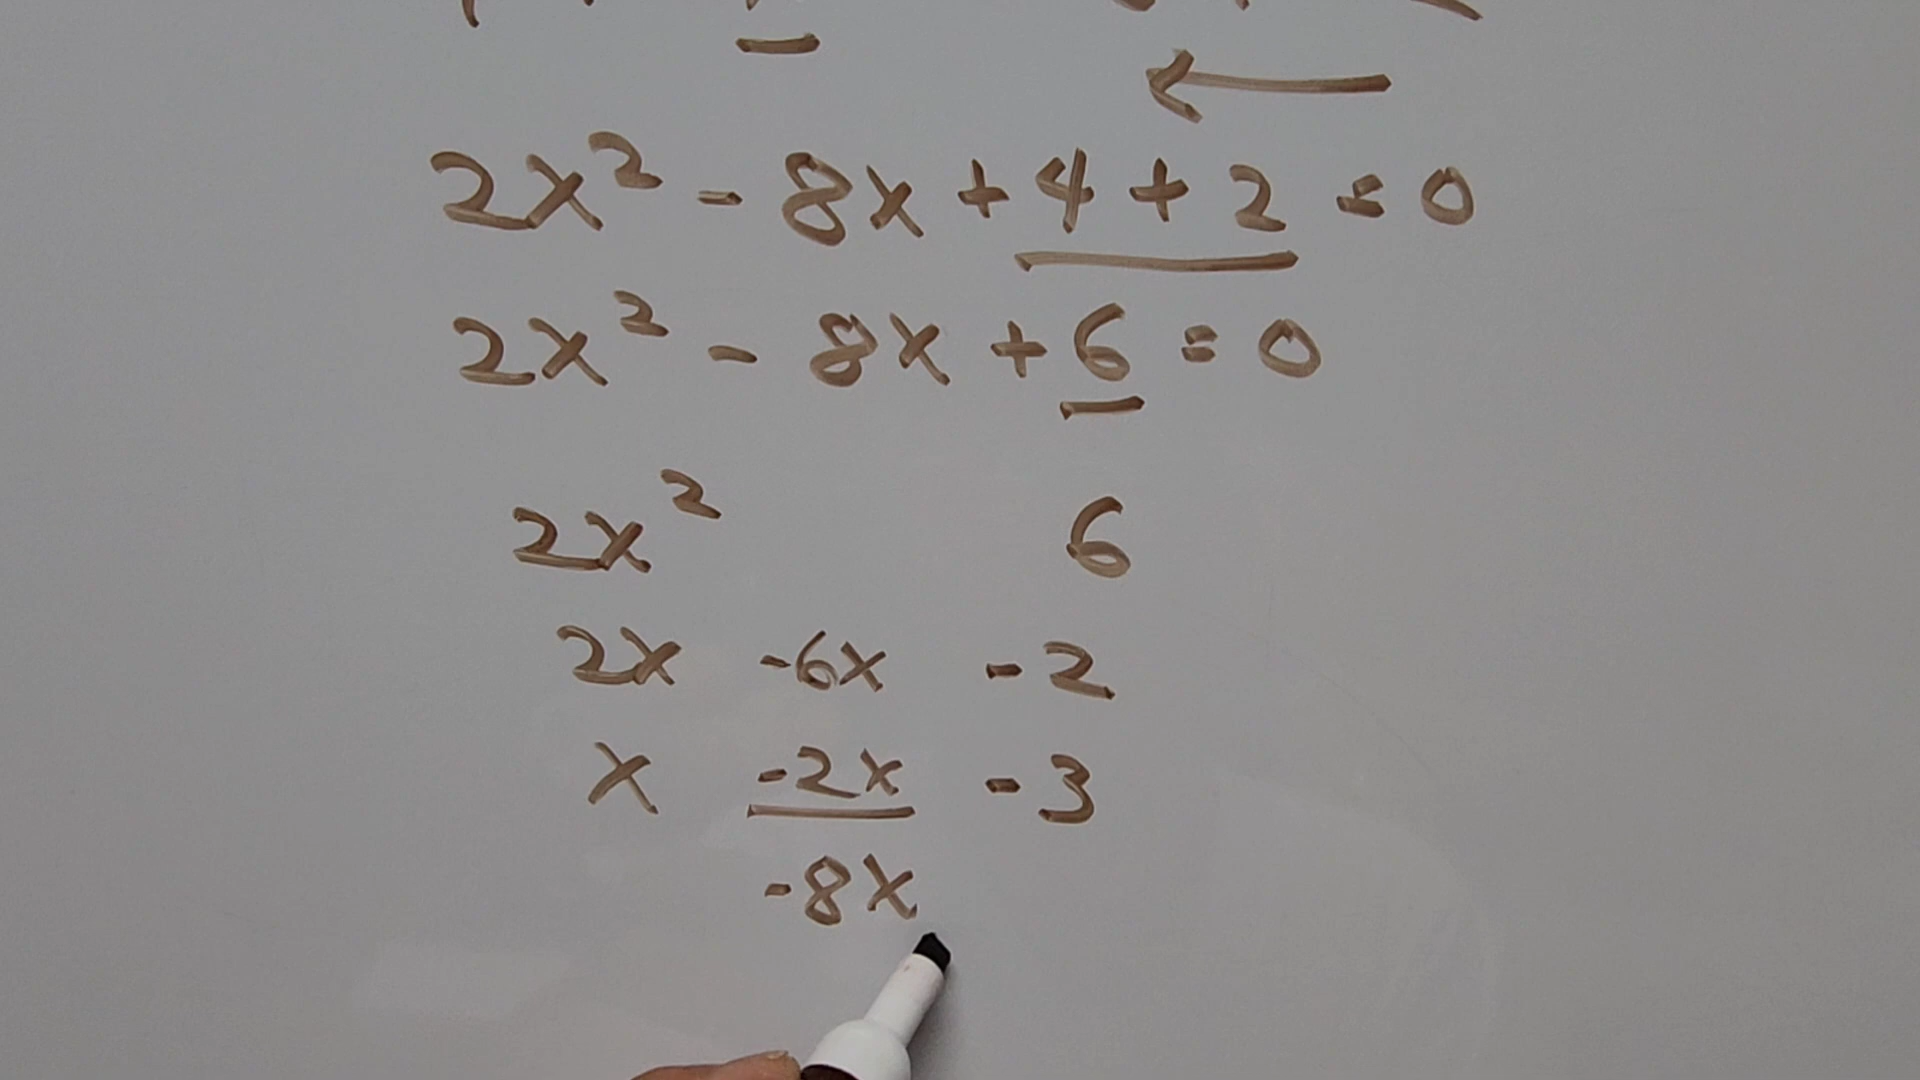 2x² - 8x + 4 + 2 = 0
2x² - 8x + 6 = 0
2x² 6
2x -6x -2
x -2x -3
-8x